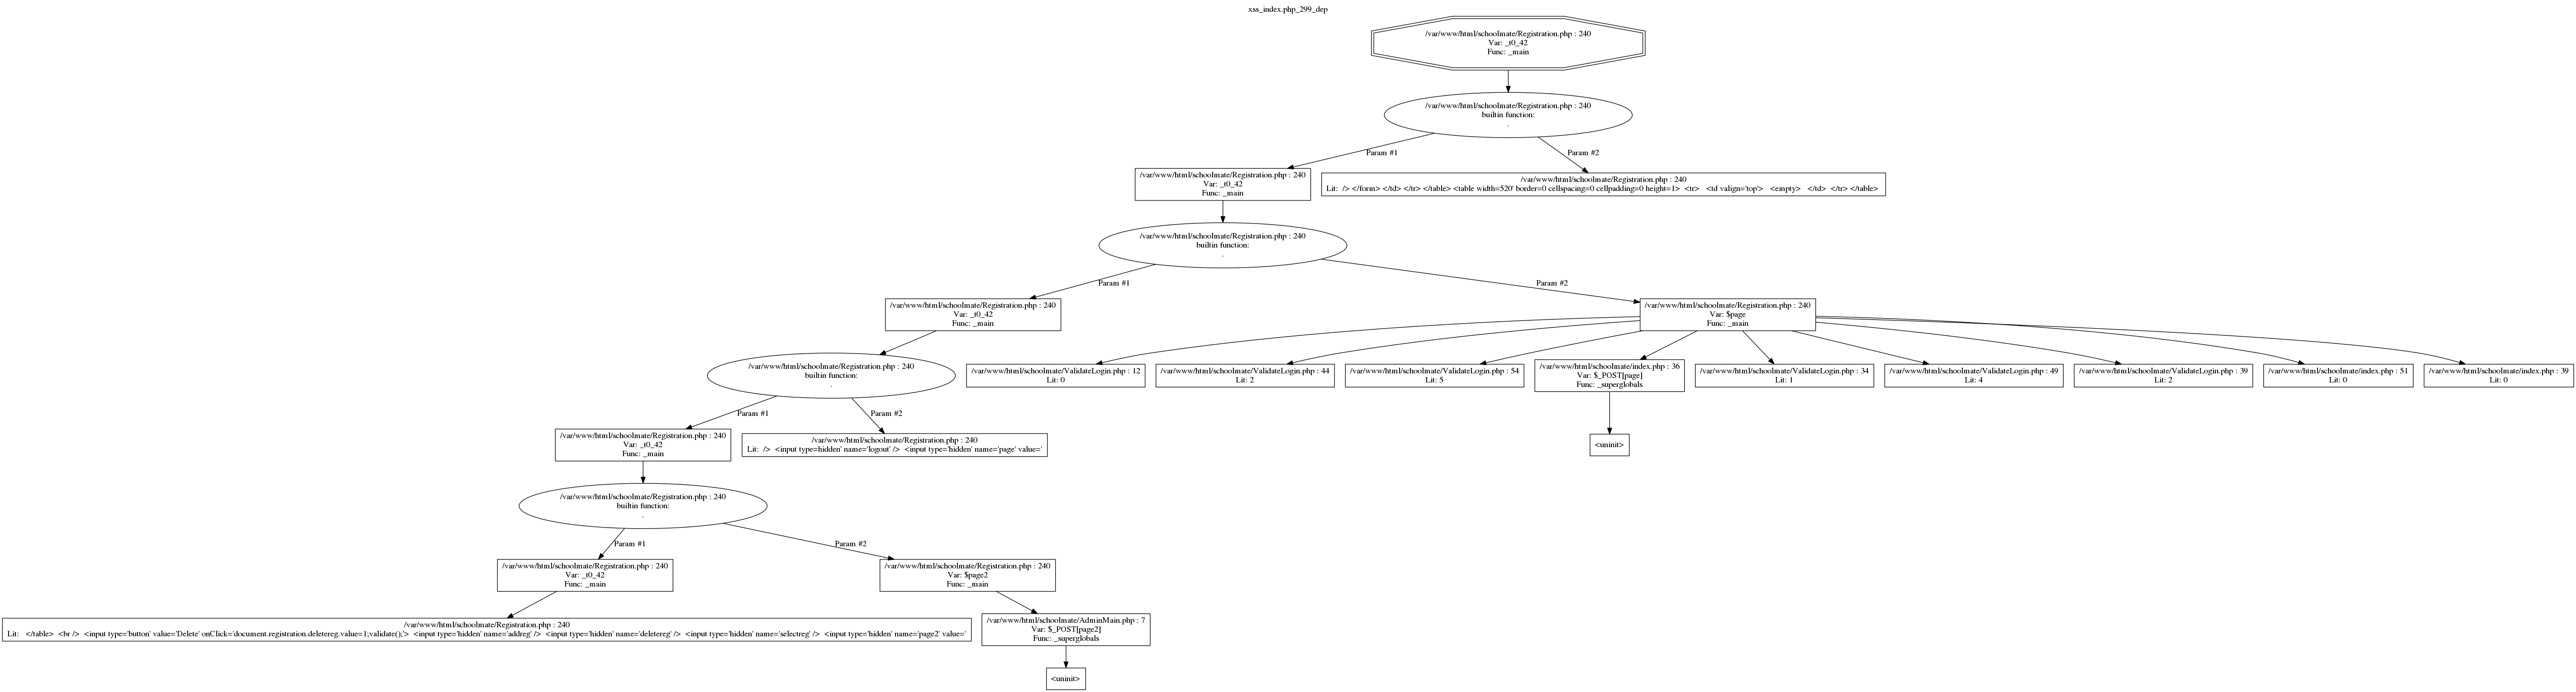 xss_index.php_299_dep
/var/www/html/schoolmate/Registration.php : 240
Var: _t0_42
Func: _main
/var/www/html/schoolmate/Registration.php : 240
builtin function:
.
Param #1
Param #2
/var/www/html/schoolmate/Registration.php : 240
Var: _t0_42
Func: _main
/var/www/html/schoolmate/Registration.php : 240
Lit:  /> </form> </td> </tr> </table> <table width=520' border=0 cellspacing=0 cellpadding=0 height=1>  <tr>   <td valign='top'>   <empty>   </td>  </tr> </table>
/var/www/html/schoolmate/Registration.php : 240
builtin function:
.
Param #1
Param #2
/var/www/html/schoolmate/Registration.php : 240
Var: _t0_42
Func: _main
/var/www/html/schoolmate/Registration.php : 240
Var: $page
Func: _main
/var/www/html/schoolmate/Registration.php : 240
builtin function:
.
/var/www/html/schoolmate/ValidateLogin.php : 12
Lit: 0
/var/www/html/schoolmate/ValidateLogin.php : 44
Lit: 2
/var/www/html/schoolmate/ValidateLogin.php : 54
Lit: 5
/var/www/html/schoolmate/index.php : 36
Var: $_POST[page]
Func: _superglobals
/var/www/html/schoolmate/ValidateLogin.php : 34
Lit: 1
/var/www/html/schoolmate/ValidateLogin.php : 49
Lit: 4
/var/www/html/schoolmate/ValidateLogin.php : 39
Lit: 2
/var/www/html/schoolmate/index.php : 51
Lit: 0
/var/www/html/schoolmate/index.php : 39
Lit: 0
Param #1
Param #2
/var/www/html/schoolmate/Registration.php : 240
Var: _t0_42
Func: _main
/var/www/html/schoolmate/Registration.php : 240
Lit:  />  <input type=hidden' name='logout' />  <input type='hidden' name='page' value='
<uninit>
/var/www/html/schoolmate/Registration.php : 240
builtin function:
.
Param #1
Param #2
/var/www/html/schoolmate/Registration.php : 240
Var: _t0_42
Func: _main
/var/www/html/schoolmate/Registration.php : 240
Var: $page2
Func: _main
/var/www/html/schoolmate/Registration.php : 240
Lit:   </table>  <br />  <input type='button' value='Delete' onClick='document.registration.deletereg.value=1;validate();'>  <input type='hidden' name='addreg' />  <input type='hidden' name='deletereg' />  <input type='hidden' name='selectreg' />  <input type='hidden' name='page2' value='
/var/www/html/schoolmate/AdminMain.php : 7
Var: $_POST[page2]
Func: _superglobals
<uninit>